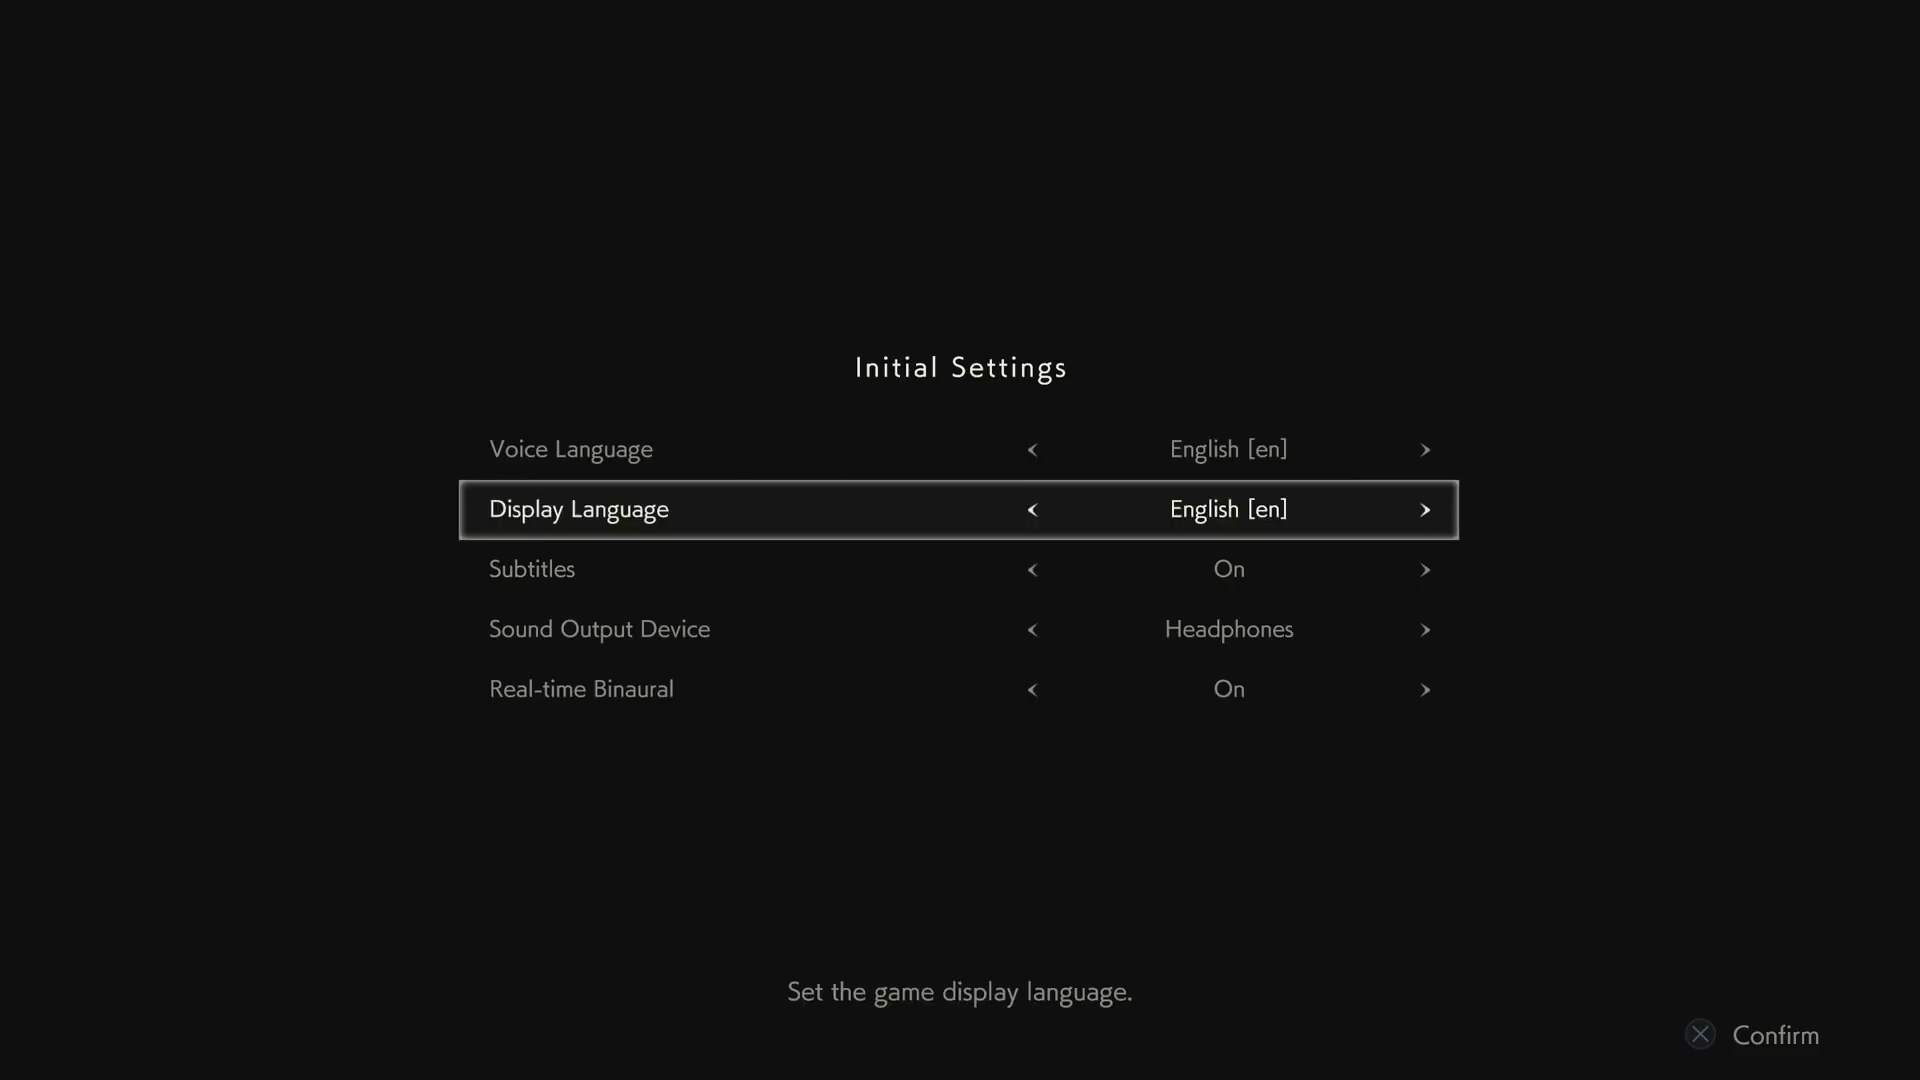 Initial Settings
Voice Language < English [en] >
Display Language < English [en] >
Subtitles < On >
Sound Output Device < Headphones >
Real-time Binaural < On >
Set the game display language.
Confirm